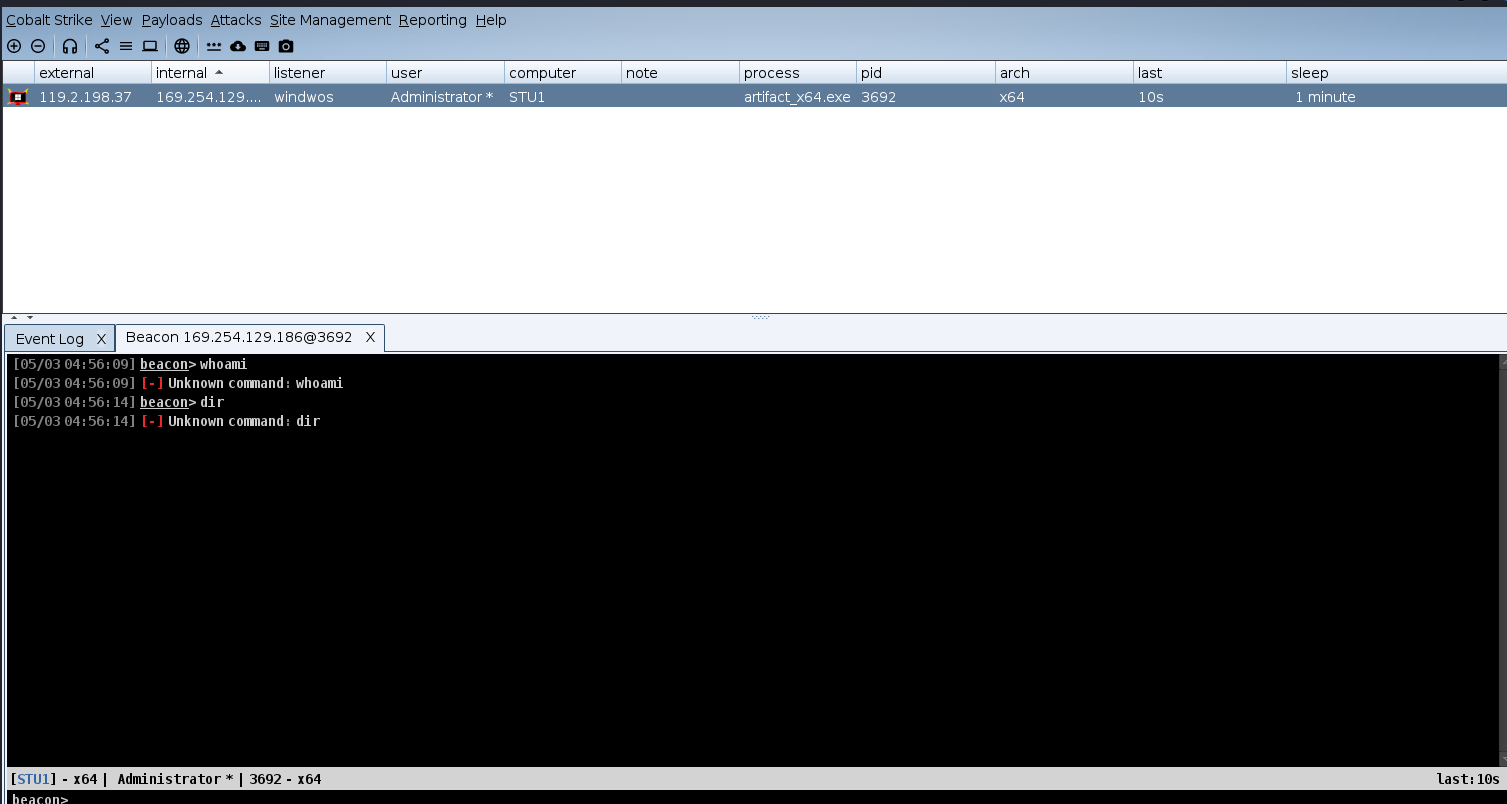 Cobalt Strike View Payloads Attacks Site Management Reporting Help
external internal listener user computer note process pid arch last sleep
119.2.198.37 169.254.129.... windwos Administrator * STU1 artifact_x64.exe 3692 x64 10s 1 minute
Event Log X Beacon 169.254.129.186@3692 X
[05/03 04:56:09] beacon> whoami
[05/03 04:56:09] [-] Unknown command: whoami
[05/03 04:56:14] beacon> dir
[05/03 04:56:14] [-] Unknown command: dir
[STU1] - x64 | Administrator * | 3692 - x64 last:10s
beacon>